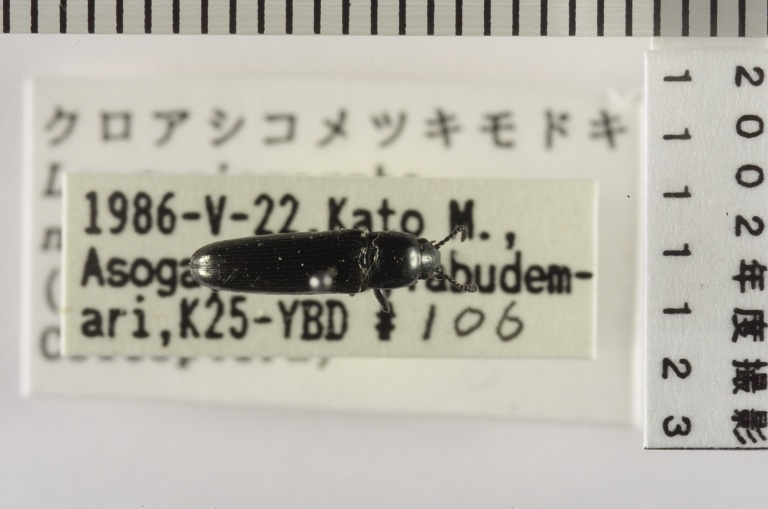 クロアシコメツキモドキ
1986-V-22, Kato M.,
Asoga abudem-
ari,K25-YBD # 106
2002年度撮影
1111123